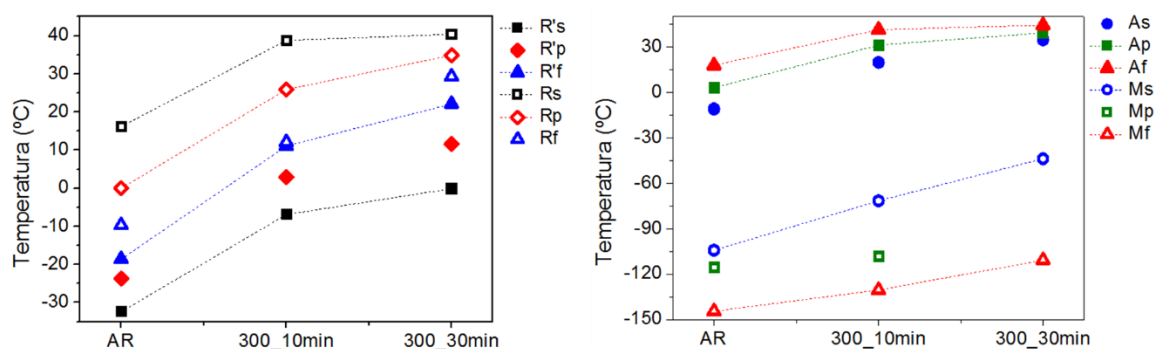 Temperatura (ºC)
40
30
20
10
0
-10
-20
-30
AR
300_10min
300_30min
R's
R'p
R'f
Rs
Rp
Rf
Temperatura (ºC)
30
0
-30
-60
-90
-120
-150
AR
300_10min
300_30min
As
Ap
Af
Ms
Mp
Mf